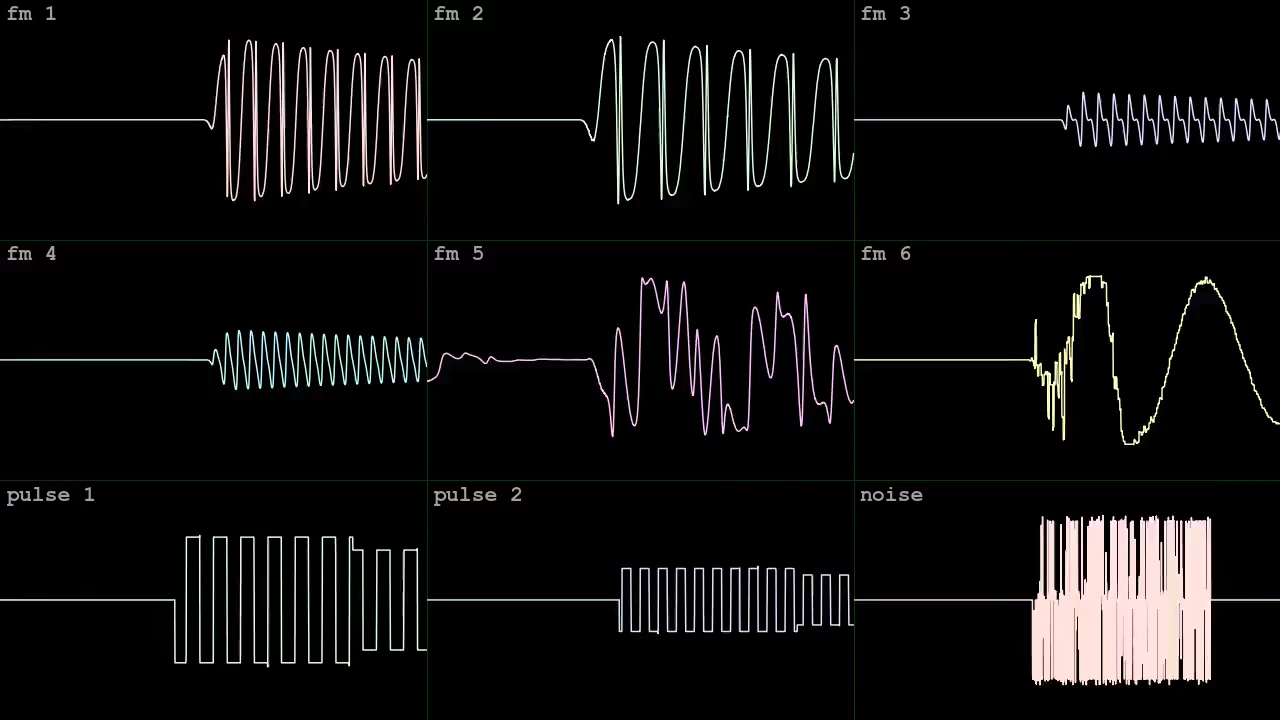 fm 1
fm 2
fm 3
fm 4
fm 5
fm 6
pulse 1
pulse 2
noise